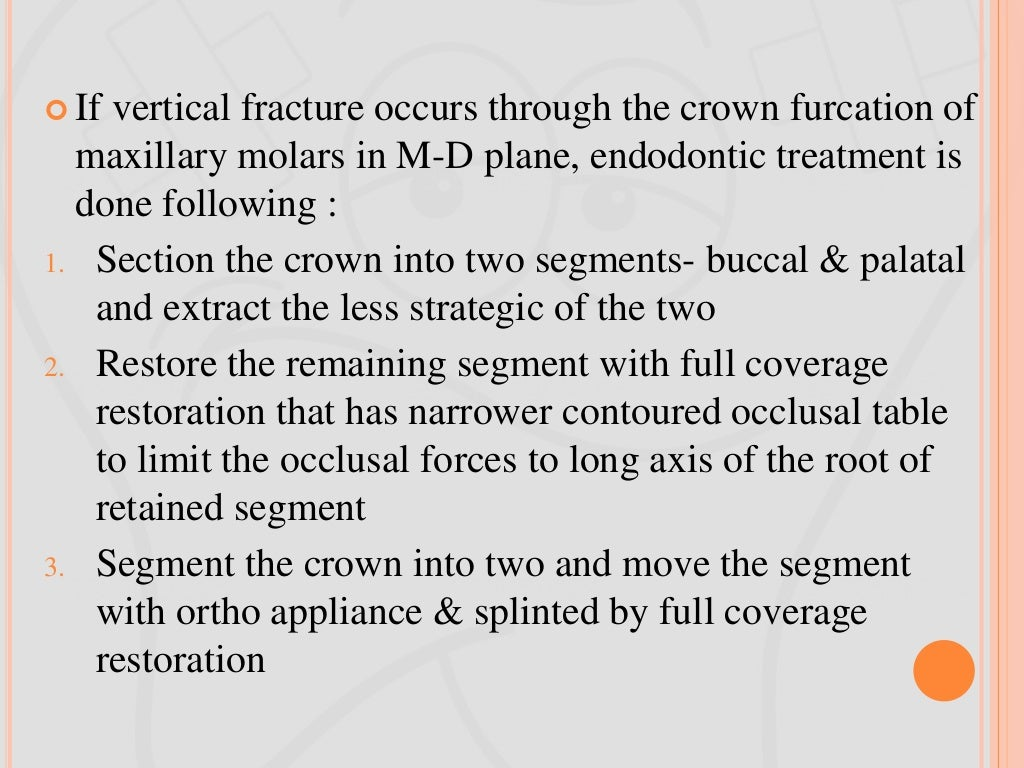 If vertical fracture occurs through the crown furcation of
maxillary molars in M-D plane, endodontic treatment is
done following :
1. Section the crown into two segments- buccal & palatal
and extract the less strategic of the two
2. Restore the remaining segment with full coverage
restoration that has narrower contoured occlusal table
to limit the occlusal forces to long axis of the root of
retained segment
3. Segment the crown into two and move the segment
with ortho appliance & splinted by full coverage
restoration